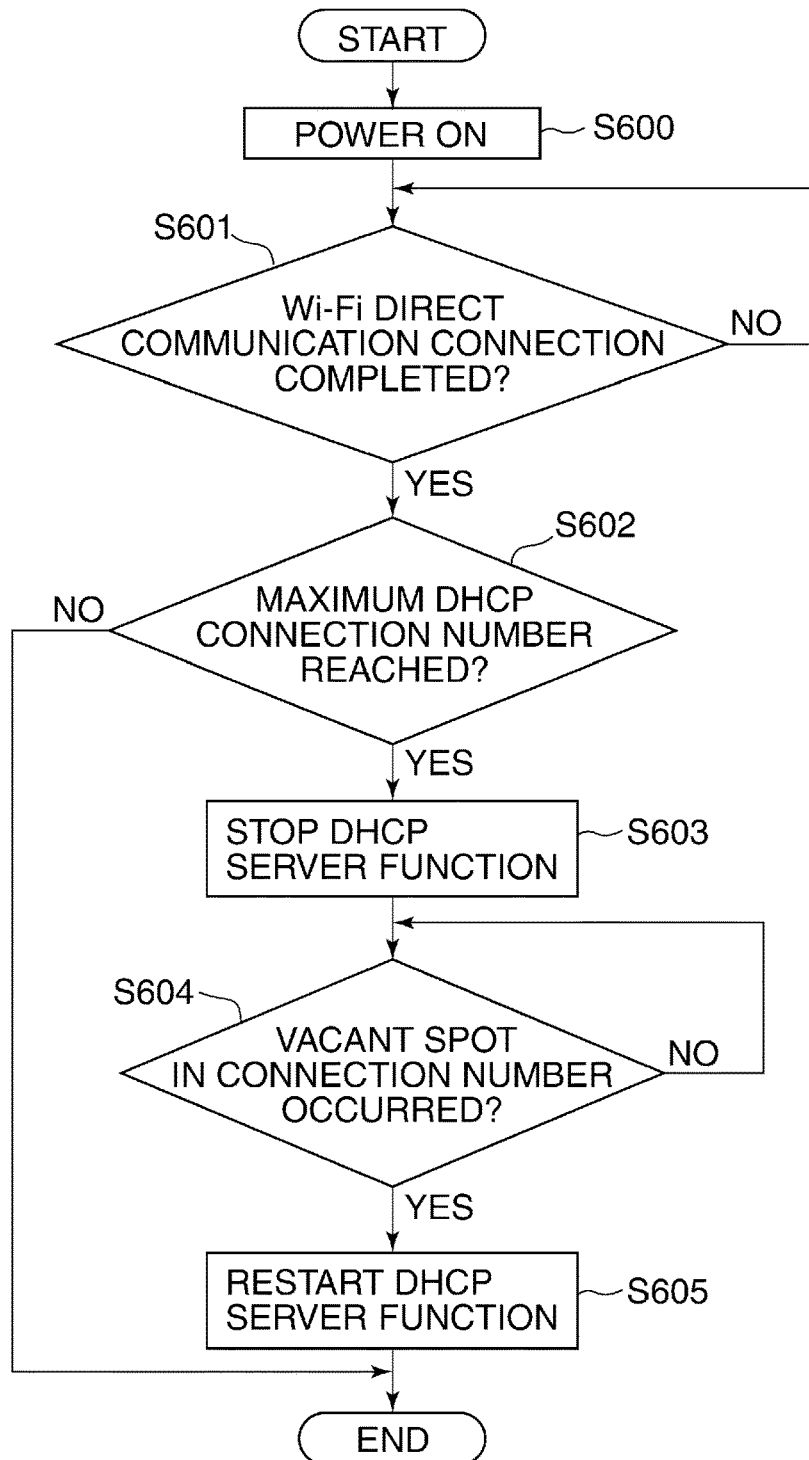 START
POWER ON
S600
S601
Wi-Fi DIRECT
COMMUNICATION CONNECTION
COMPLETED?
NO
YES
S602
MAXIMUM DHCP
CONNECTION NUMBER
REACHED?
NO
YES
STOP DHCP
SERVER FUNCTION
S603
S604
VACANT SPOT
IN CONNECTION NUMBER
OCCURRED?
NO
YES
RESTART DHCP
SERVER FUNCTION
S605
END